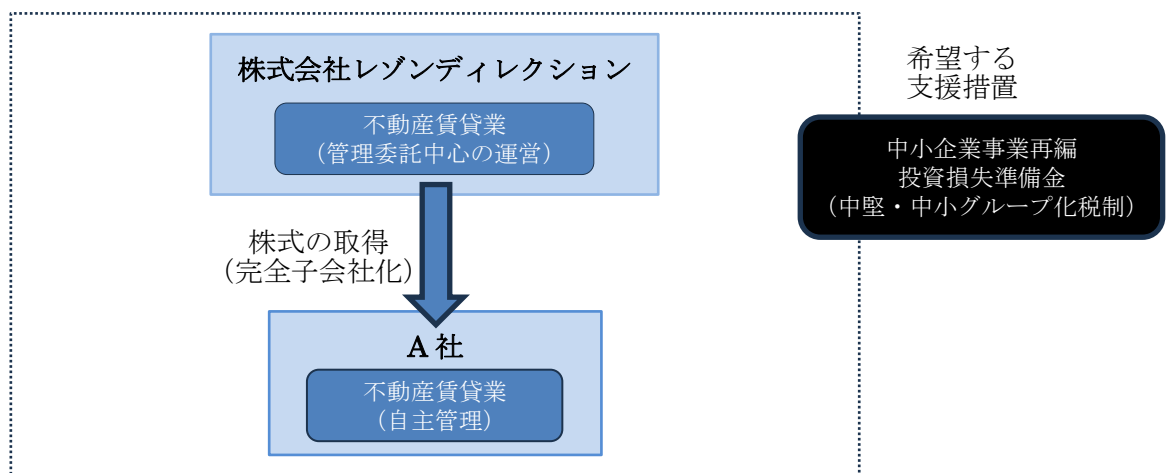 株式会社レゾンディレクション
不動産賃貸業
（管理委託中心の運営）
希望する
支援措置
中小企業事業再編
投資損失準備金
（中堅・中小グループ化税制）
株式の取得
（完全子会社化）
A 社
不動産賃貸業
（自主管理）